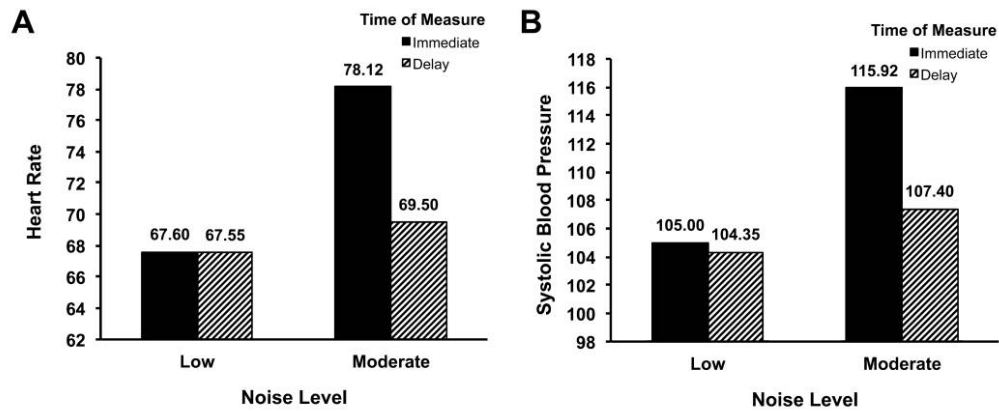 A
Time of Measure
Immediate
Delay
Heart Rate
80
78
76
74
72
70
68
66
64
62
67.60
67.55
78.12
69.50
Low
Moderate
Noise Level
B
Time of Measure
Immediate
Delay
Systolic Blood Pressure
118
116
114
112
110
108
106
104
102
100
98
105.00
104.35
115.92
107.40
Low
Moderate
Noise Level